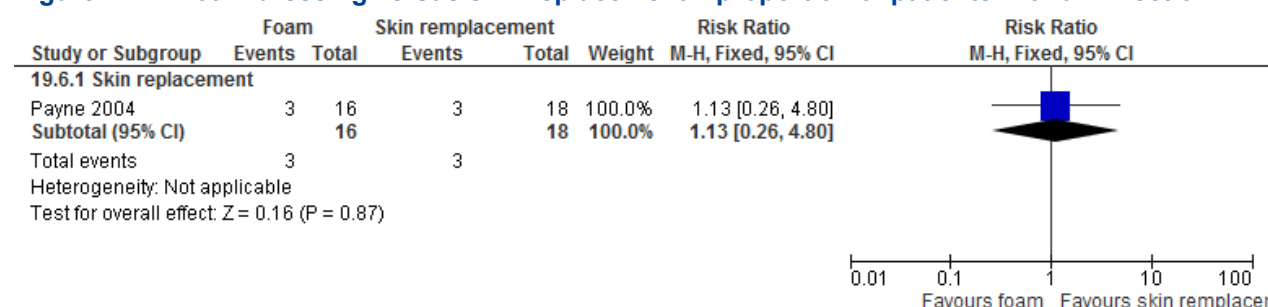 Foam Skin remplacement Risk Ratio Risk Ratio
Study or Subgroup Events Total Events Total Weight M-H, Fixed, 95% CI M-H, Fixed, 95% CI
19.6.1 Skin replacement
Payne 2004 3 16 3 18 100.0% 1.13 [0.26, 4.80]
Subtotal (95% CI) 16 18 100.0% 1.13 [0.26, 4.80]
Total events 3 3
Heterogeneity: Not applicable
Test for overall effect: Z = 0.16 (P = 0.87)
0.01 0.1 1 10 100
Favours foam Favours skin remplacer